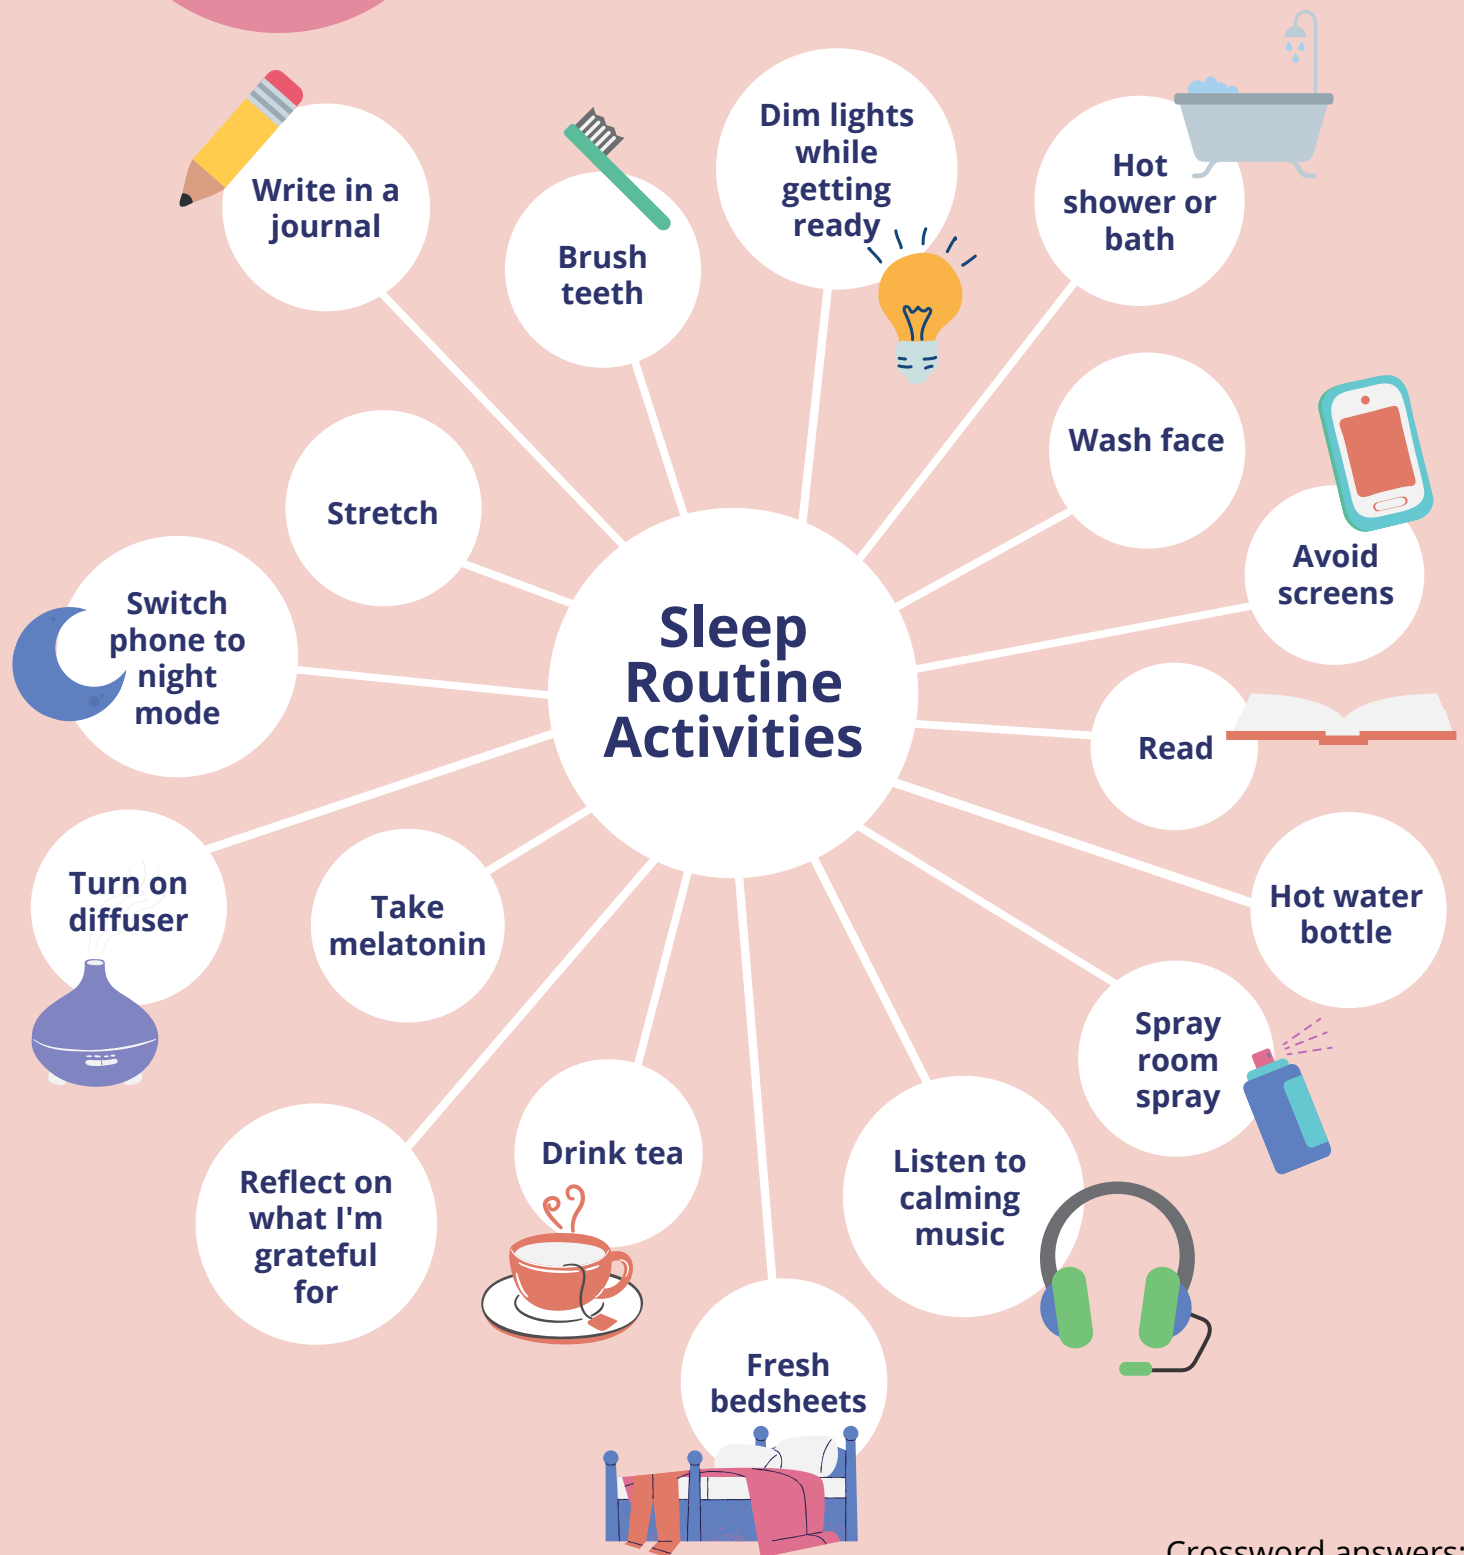 Dim lights
while
getting
ready
Hot
shower or
bath
Write in a
journal
Brush
teeth
Wash face
Stretch
Avoid
screens
Switch
phone to
night
mode
Sleep
Routine
Activities
Read
Turn on
diffuser
Take
melatonin
Hot water
bottle
Spray
room
spray
Reflect on
what I'm
grateful
for
Drink tea
Listen to
calming
music
Fresh
bedsheets
Crossword answers: